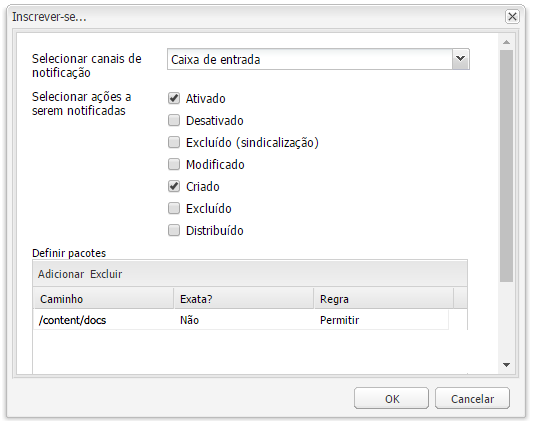 Inscrever-se...
Selecionar canais de
notificação
Caixa de entrada
Selecionar ações a
serem notificadas
Ativado
Desativado
Excluído (sindicalização)
Modificado
Criado
Excluído
Distribuído
Definir pacotes
Adicionar Excluir
Caminho Exata? Regra
/content/docs Não Permitir
OK Cancelar